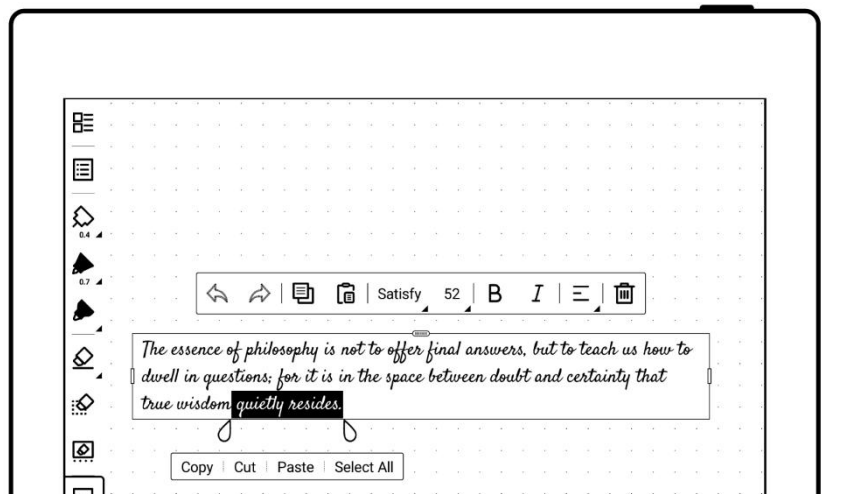 0.4
0.7
Satisfy 52 B I
The essence of philosophy is not to offer final answers, but to teach us how to
dwell in questions; for it is in the space between doubt and certainty that
true wisdom quietly resides.
Copy Cut Paste Select All